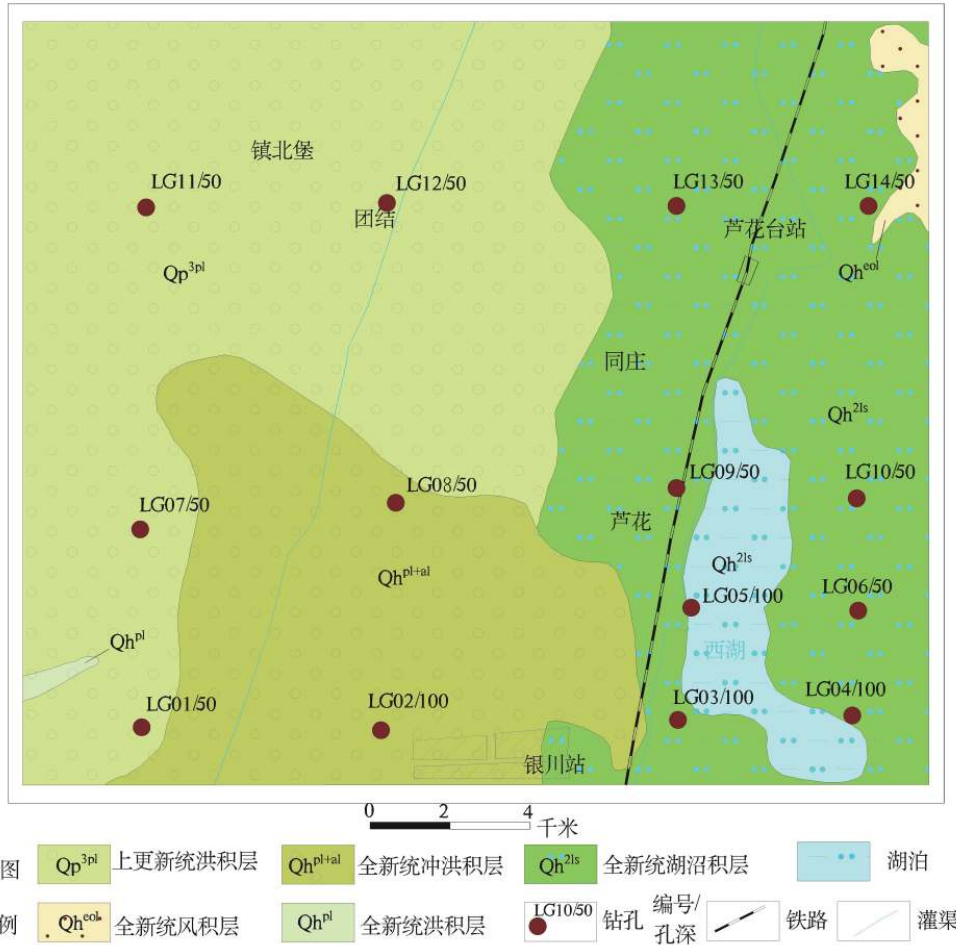 镇北堡
LG11/50
LG12/50
LG13/50
LG14/50
团结
芦花台站
Qp3pl
Qheol
同庄
Qh2ls
LG07/50
LG08/50
LG09/50
LG10/50
芦花
Qhpl+al
Qh2ls
LG05/100
LG06/50
Qhpl
西湖
LG01/50
LG02/100
LG03/100
LG04/100
银川站
0 2 4
千米
图 Qp3pl 上更新统洪积层 Qhpl+al 全新统冲洪积层 Qh2ls 全新统湖沼积层 湖泊
例 Qheol 全新统风积层 Qhpl 全新统洪积层 LG10/50 钻孔 编号/孔深 铁路 灌渠